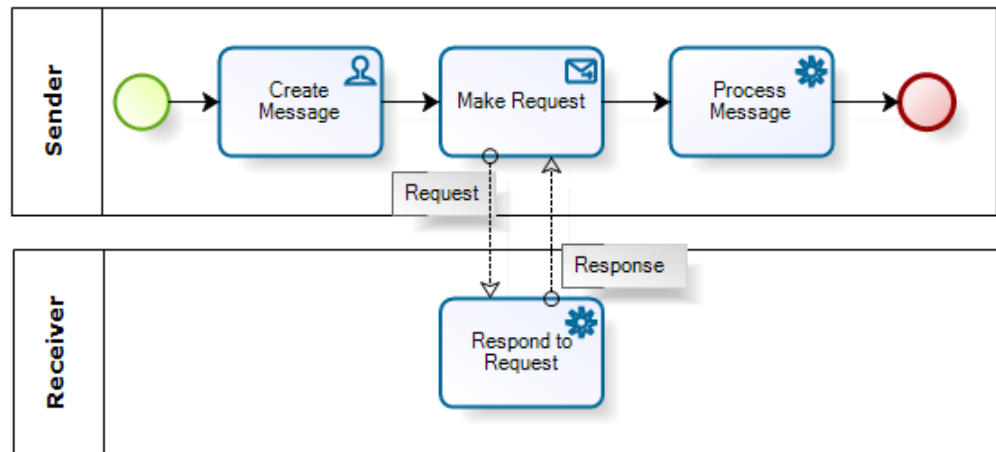 Sender
Create
Message
Make Request
Process
Message
Request
Response
Receiver
Respond to
Request